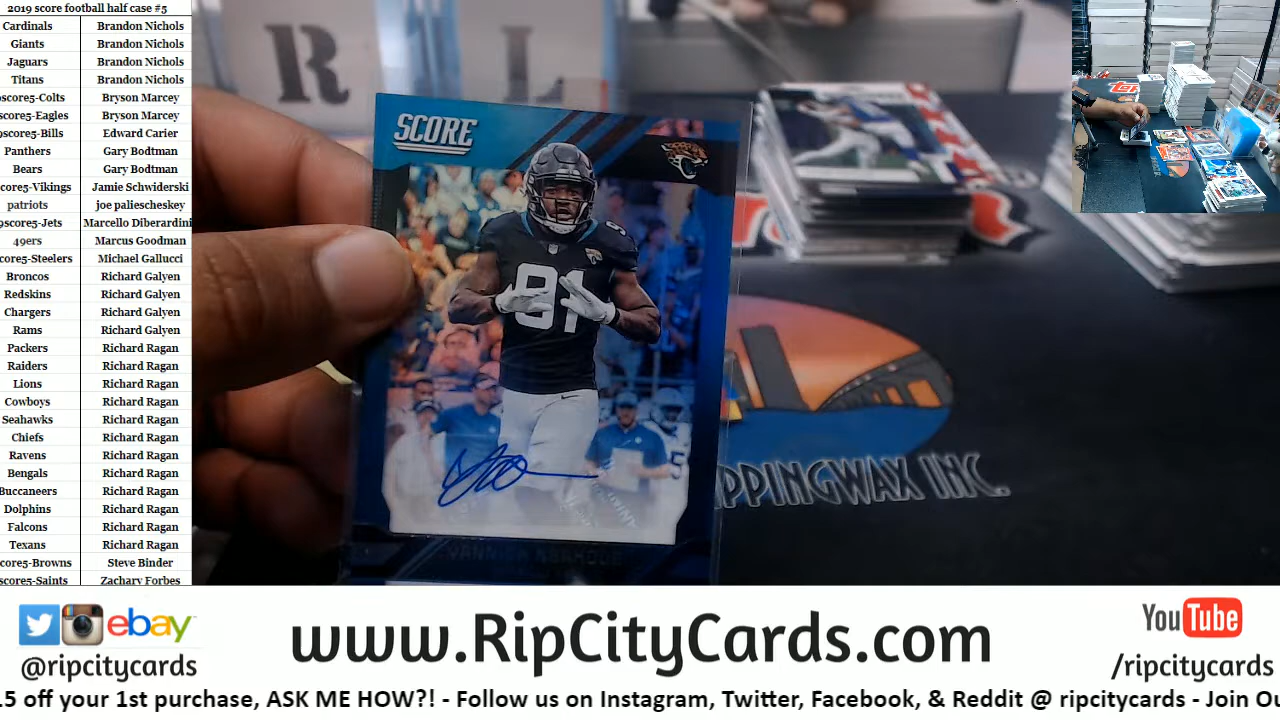 2019 score football half case #5
Cardinals Brandon Nichols
Giants Brandon Nichols
Jaguars Brandon Nichols
Titans Brandon Nichols
score5-Colts Bryson Marcey
score5-Eagles Bryson Marcey
9score5-Bills Edward Carier
Panthers Gary Bodtman
Bears Gary Bodtman
core5-Vikings Jamie Schwiderski
patriots joe paliescheskey
9score5-Jets Marcello Diberardini
49ers Marcus Goodman
core5-Steelers Michael Gallucci
Broncos Richard Galyen
Redskins Richard Galyen
Chargers Richard Galyen
Rams Richard Galyen
Packers Richard Ragan
Raiders Richard Ragan
Lions Richard Ragan
Cowboys Richard Ragan
Seahawks Richard Ragan
Chiefs Richard Ragan
Ravens Richard Ragan
Bengals Richard Ragan
Buccaneers Richard Ragan
Dolphins Richard Ragan
Falcons Richard Ragan
Texans Richard Ragan
core5-Browns Steve Binder
score5-Saints Zachary Forbes
R L
SCORE
91
PPINGWAX INC.
ebay
@ripcitycards
www.RipCityCards.com
YouTube
/ripcitycards
.5 off your 1st purchase, ASK ME HOW?! - Follow us on Instagram, Twitter, Facebook, & Reddit @ ripcitycards - Join Ou